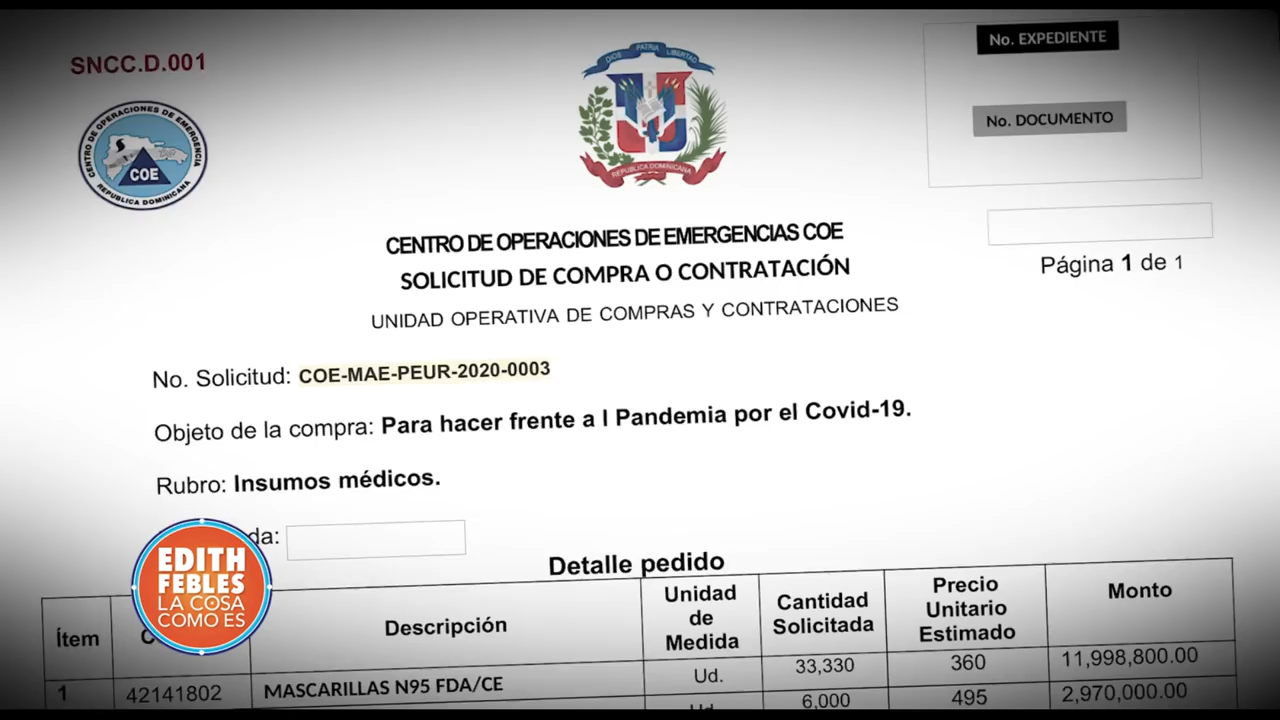 SNCC.D.001
No. EXPEDIENTE
No. DOCUMENTO
DIOS PATRIA LIBERTAD
REPUBLICA DOMINICANA
CENTRO DE OPERACIONES DE EMERGENCIA
COE
REPUBLICA DOMINICANA
CENTRO DE OPERACIONES DE EMERGENCIAS COE
SOLICITUD DE COMPRA O CONTRATACIÓN
UNIDAD OPERATIVA DE COMPRAS Y CONTRATACIONES
Página 1 de 1
No. Solicitud: COE-MAE-PEUR-2020-0003
Objeto de la compra: Para hacer frente a l Pandemia por el Covid-19.
Rubro: Insumos médicos.
da:
EDITH
FEBLES
LA COSA
COMO ES
Detalle pedido
Ítem Descripción Unidad de Medida Cantidad Solicitada Precio Unitario Estimado Monto
1 42141802 MASCARILLAS N95 FDA/CE Ud. 33,330 360 11,998,800.00
Ud. 6,000 495 2,970,000.00